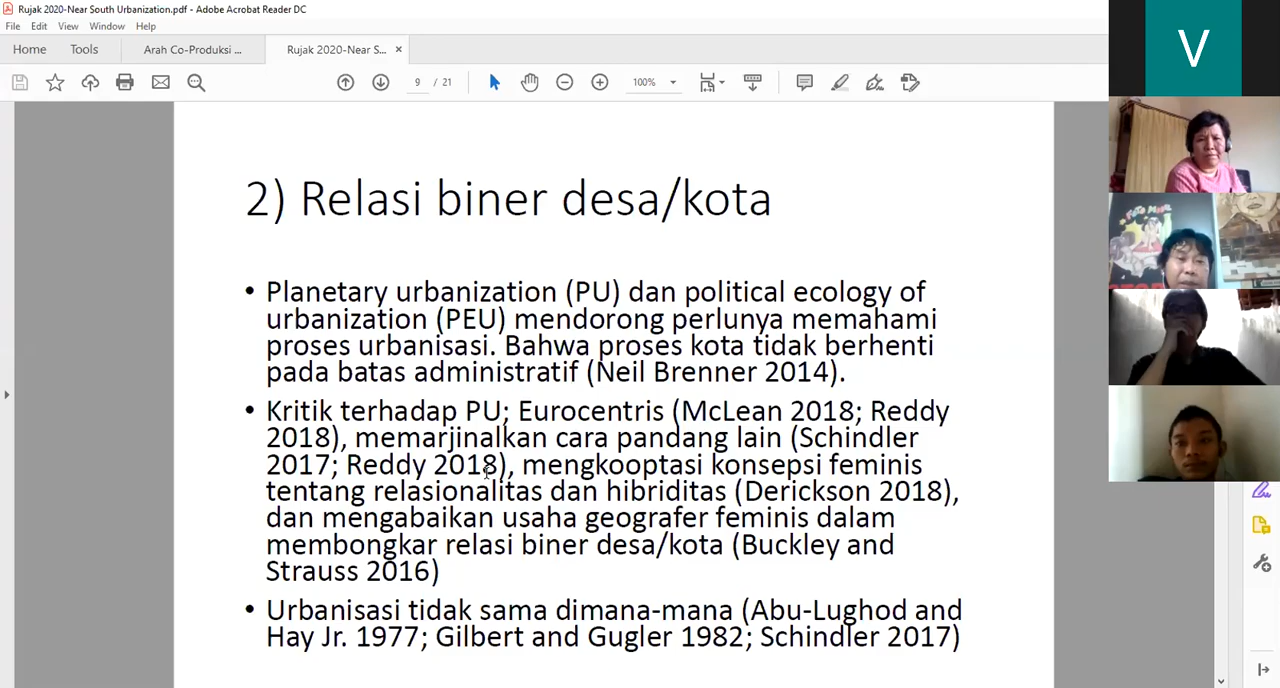 Rujak 2020-Near South Urbanization.pdf - Adobe Acrobat Reader DC
File Edit View Window Help
Home Tools Arah Co-Produksi ... Rujak 2020-Near S... ×
9 / 21 100%
V
2) Relasi biner desa/kota
• Planetary urbanization (PU) dan political ecology of
urbanization (PEU) mendorong perlunya memahami
proses urbanisasi. Bahwa proses kota tidak berhenti
pada batas administratif (Neil Brenner 2014).
• Kritik terhadap PU; Eurocentris (McLean 2018; Reddy
2018), memarjinalkan cara pandang lain (Schindler
2017; Reddy 2018), mengkooptasi konsepsi feminis
tentang relasionalitas dan hibriditas (Derickson 2018),
dan mengabaikan usaha geografer feminis dalam
membongkar relasi biner desa/kota (Buckley and
Strauss 2016)
• Urbanisasi tidak sama dimana-mana (Abu-Lughod and
Hay Jr. 1977; Gilbert and Gugler 1982; Schindler 2017)